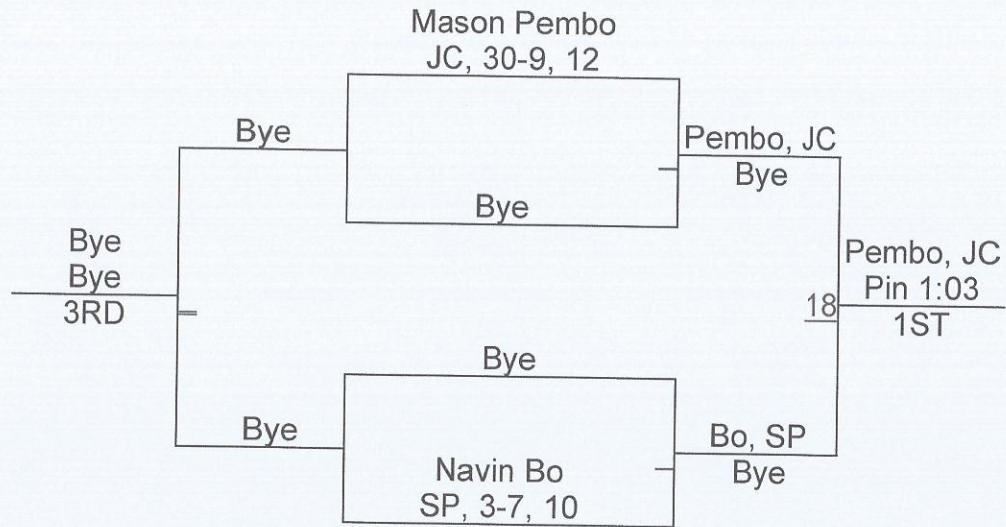 Mason Pembo
JC, 30-9, 12
Bye
Pembo, JC
Bye
Bye
Bye
Bye
3RD
Pembo, JC
Pin 1:03
18
1ST
Bye
Bye
Bo, SP
Bye
Navin Bo
SP, 3-7, 10